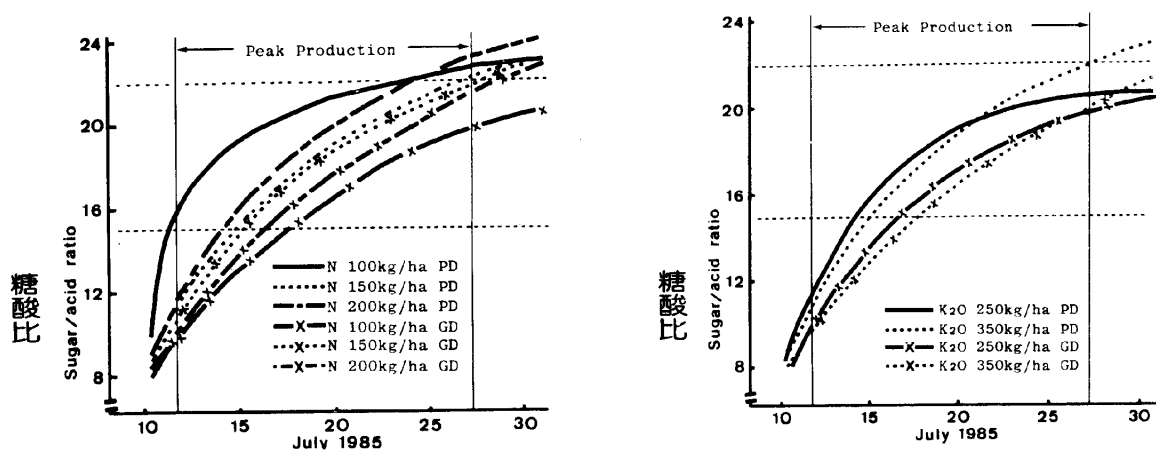 24
20
16
12
8
Sugar/acid ratio
糖酸比
Peak Production
N 100kg/ha PD
N 150kg/ha PD
N 200kg/ha PD
N 100kg/ha GD
N 150kg/ha GD
N 200kg/ha GD
10 15 20 25 30
July 1985
24
20
16
12
8
Sugar/acid ratio
糖酸比
Peak Production
K₂O 250kg/ha PD
K₂O 350kg/ha PD
K₂O 250kg/ha GD
K₂O 350kg/ha GD
10 15 20 25 30
July 1985